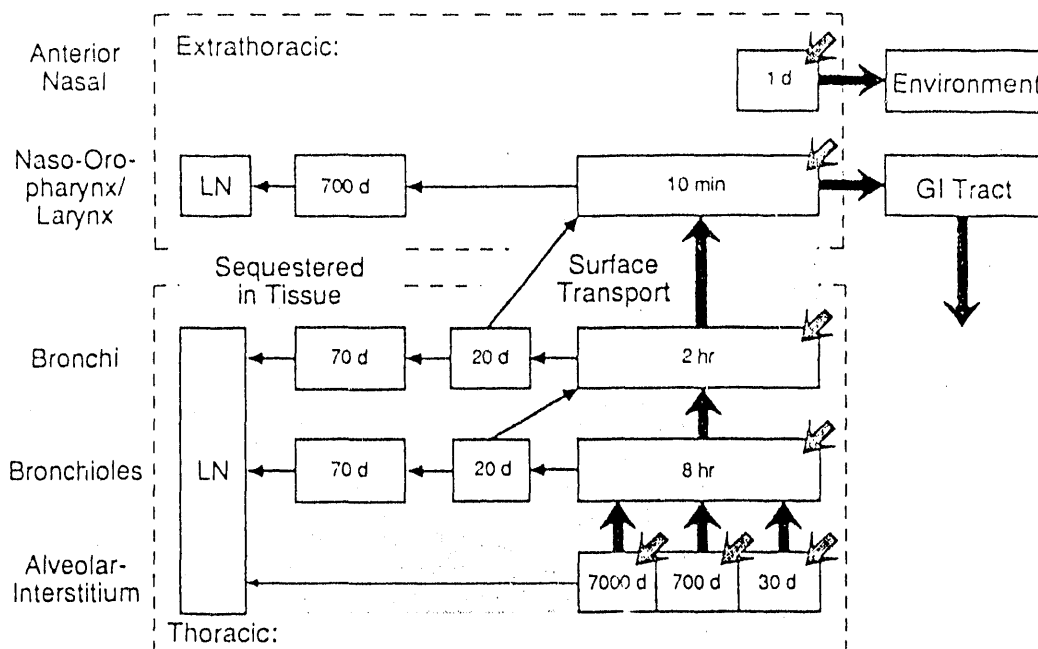 Extrathoracic:
Anterior
Nasal
1 d
Environment
Naso-Oro-
pharynx/
Larynx
LN
700 d
10 min
GI Tract
Sequestered
in Tissue
Surface
Transport
Bronchi
70 d
20 d
2 hr
Bronchioles
LN
70 d
20 d
8 hr
Alveolar-
Interstitium
7000 d
700 d
30 d
Thoracic: